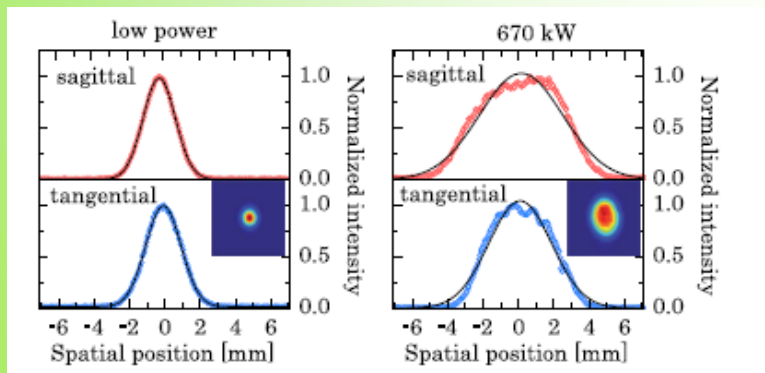 low power
670 kW
sagittal
sagittal
1.0
0.5
0.0
1.0
0.5
0.0
tangential
tangential
1.0
0.5
0.0
1.0
0.5
0.0
Normalized intensity
Normalized intensity
-6 -4 -2 0 2 4 6
-6 -4 -2 0 2 4 6
Spatial position [mm]
Spatial position [mm]